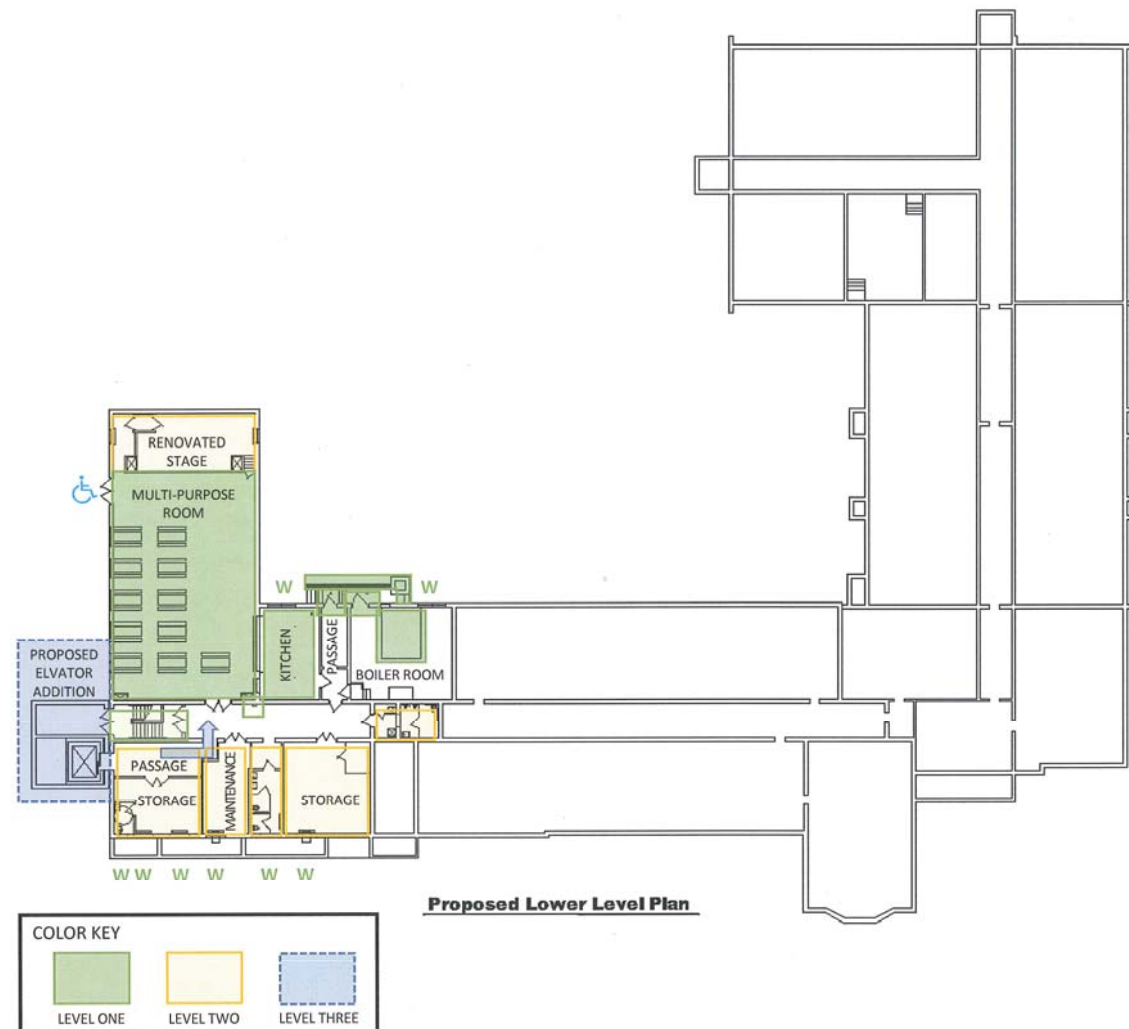 RENOVATED
STAGE
MULTI-PURPOSE
ROOM
W
W
KITCHEN
PASSAGE
BOILER ROOM
PROPOSED
ELVATOR
ADDITION
PASSAGE
STORAGE
MAINTENANCE
STORAGE
W W W W W W
Proposed Lower Level Plan
COLOR KEY
LEVEL ONE
LEVEL TWO
LEVEL THREE